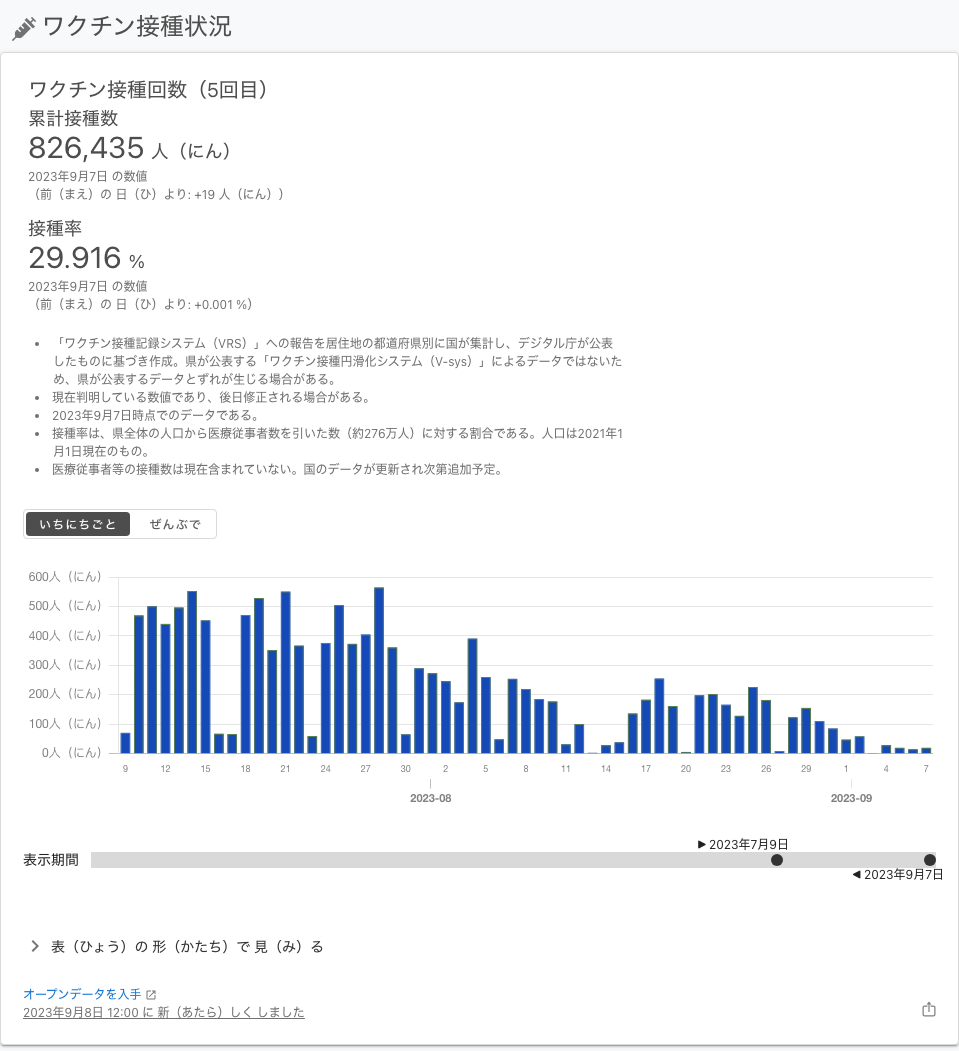 ワクチン接種状況
ワクチン接種回数（5回目）
累計接種数
826,435 人（にん）
2023年9月7日 の数値
（前（まえ）の 日（ひ）より: +19 人（にん））
接種率
29.916 %
2023年9月7日 の数値
（前（まえ）の 日（ひ）より: +0.001 %）
• 「ワクチン接種記録システム（VRS）」への報告を居住地の都道府県別に国が集計し、デジタル庁が公表
したものに基づき作成。県が公表する「ワクチン接種円滑化システム（V-sys）」によるデータではないた
め、県が公表するデータとずれが生じる場合がある。
• 現在判明している数値であり、後日修正される場合がある。
• 2023年9月7日時点でのデータである。
• 接種率は、県全体の人口から医療従事者数を引いた数（約276万人）に対する割合である。人口は2021年1
月1日現在のもの。
• 医療従事者等の接種数は現在含まれていない。国のデータが更新され次第追加予定。
いちにちごと ぜんぶで
600人（にん）
500人（にん）
400人（にん）
300人（にん）
200人（にん）
100人（にん）
0人（にん）
9 12 15 18 21 24 27 30 2 5 8 11 14 17 20 23 26 29 1 4 7
2023-08 2023-09
▶ 2023年7月9日
表示期間
◀ 2023年9月7日
表（ひょう）の 形（かたち）で 見（み）る
オープンデータを入手
2023年9月8日 12:00 に 新（あたら）しく しました